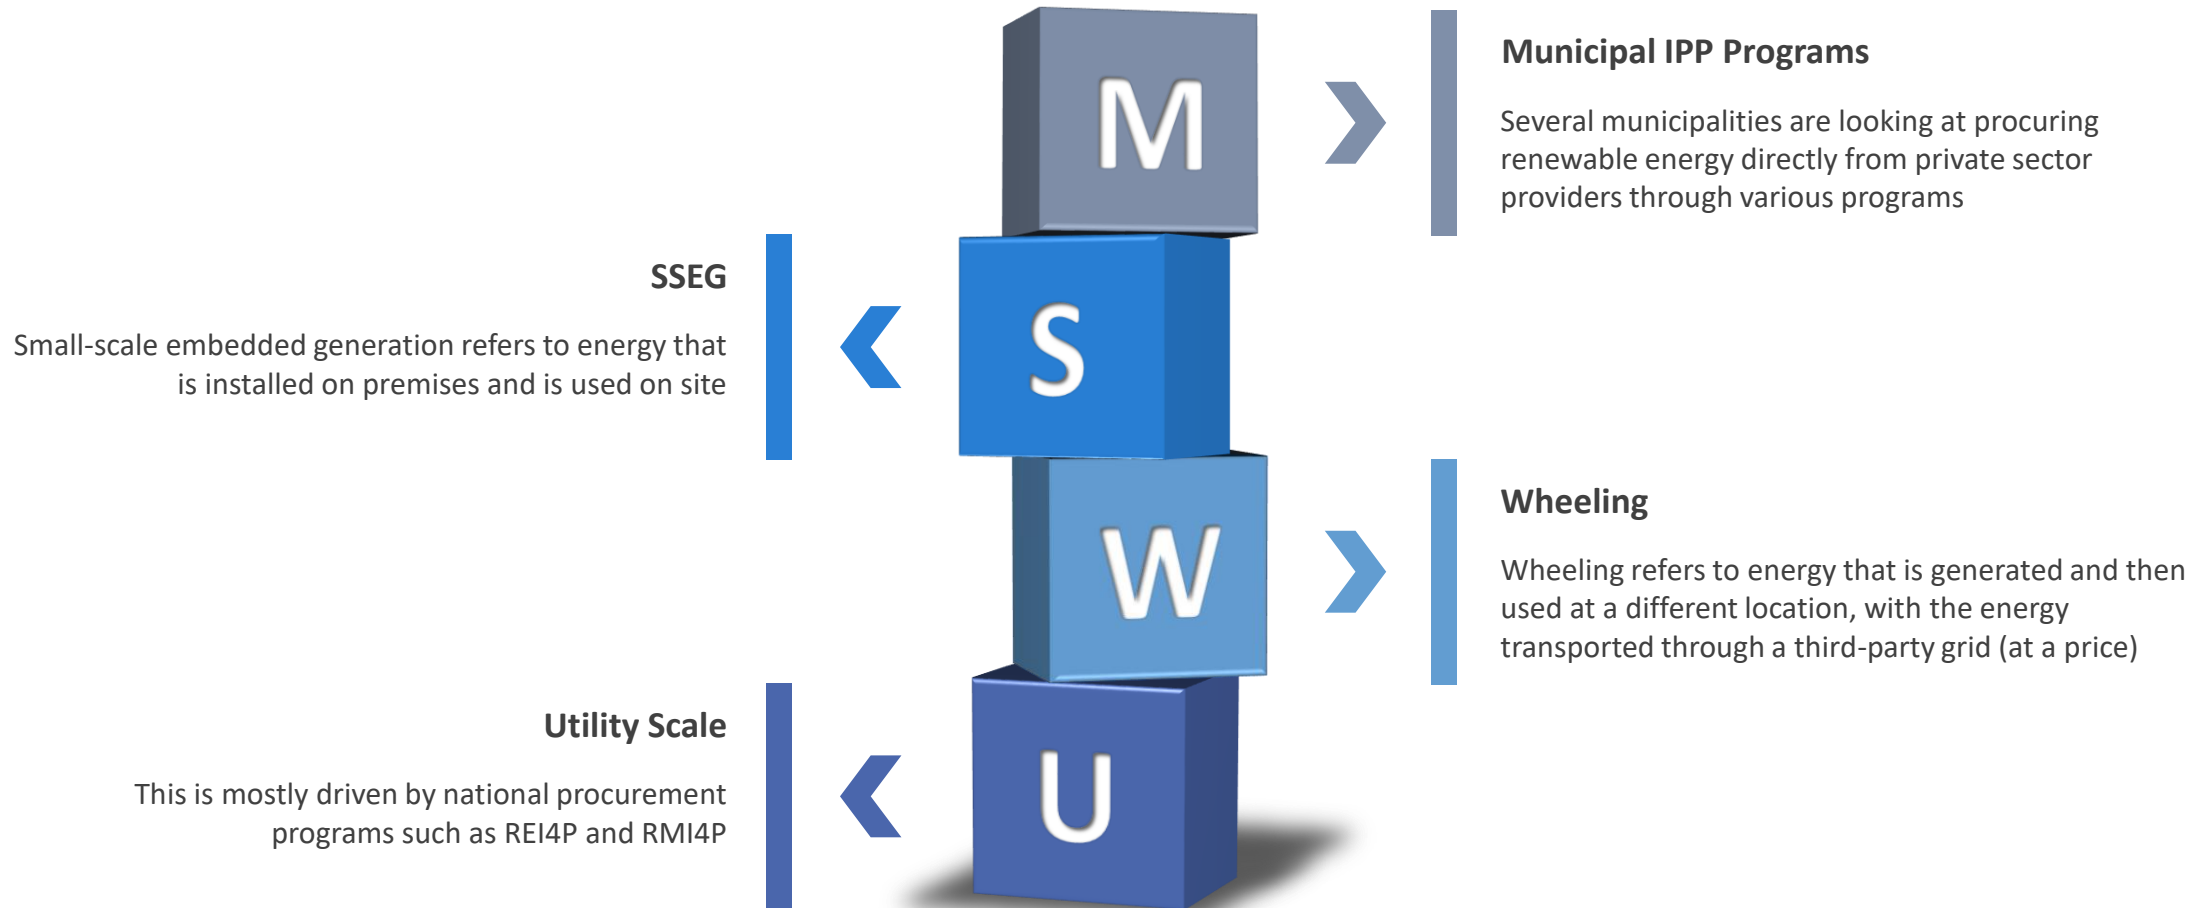 M
Municipal IPP Programs
Several municipalities are looking at procuring
renewable energy directly from private sector
providers through various programs
SSEG
Small-scale embedded generation refers to energy that
is installed on premises and is used on site
S
W
Wheeling
Wheeling refers to energy that is generated and then
used at a different location, with the energy
transported through a third-party grid (at a price)
Utility Scale
This is mostly driven by national procurement
programs such as REI4P and RMI4P
U